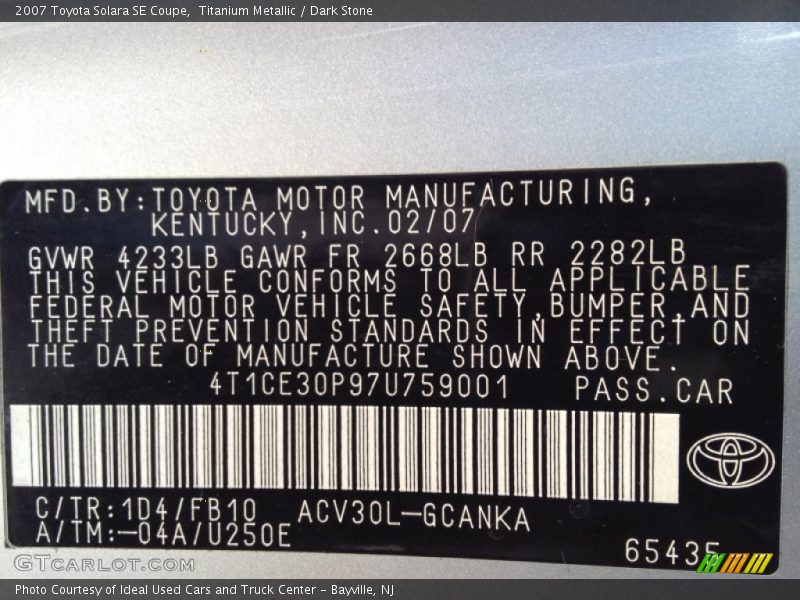 2007 Toyota Solara SE Coupe, Titanium Metallic / Dark Stone
MFD.BY:TOYOTA MOTOR MANUFACTURING,
KENTUCKY,INC.02/07
GVWR 4233LB GAWR FR 2668LB RR 2282LB
THIS VEHICLE CONFORMS TO ALL APPLICABLE
FEDERAL MOTOR VEHICLE SAFETY,BUMPER,AND
THEFT PREVENTION STANDARDS IN EFFECT ON
THE DATE OF MANUFACTURE SHOWN ABOVE.
4T1CE30P97U759001 PASS.CAR
C/TR:1D4/FB10 ACV30L-GCANKA
A/TM:-04A/U250E
65435
GTcarlot.com
Photo Courtesy of Ideal Used Cars and Truck Center - Bayville, NJ